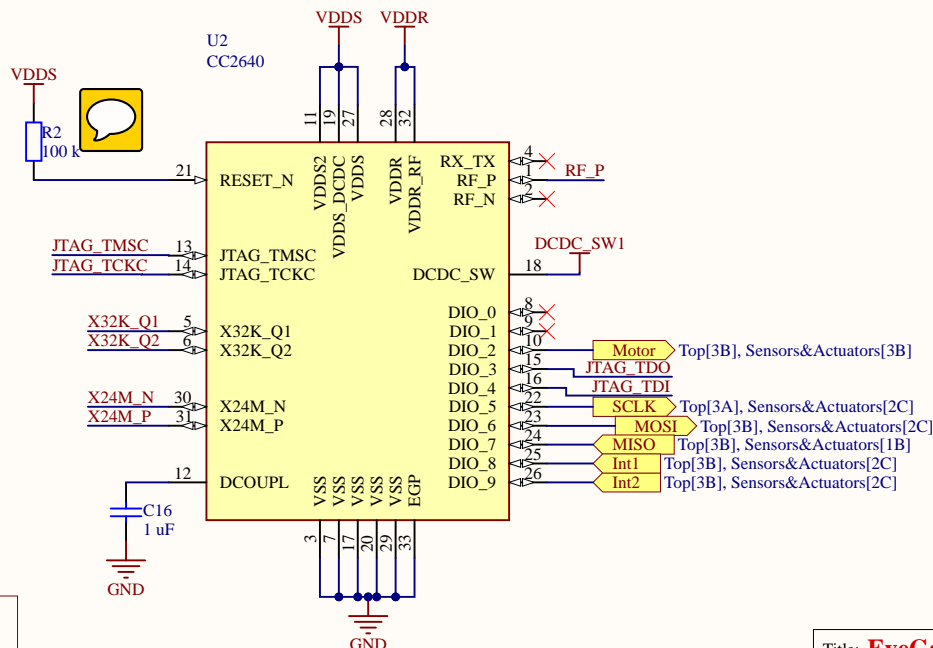 VDDS VDDR
U2
CC2640
VDDS
R2
100 k
11 19 27 28 32
VDDS2 VDDS_DCDC VDDS VDDR VDDR_RF
21 RESET_N
JTAG_TMSC 13 JTAG_TMSC
JTAG_TCKC 14 JTAG_TCKC
X32K_Q1 5 X32K_Q1
X32K_Q2 6 X32K_Q2
X24M_N 30 X24M_N
X24M_P 31 X24M_P
12 DCOUPL
C16
1 uF
GND
RX_TX 4
RF_P 1 RF_P
RF_N 2
DCDC_SW1
DCDC_SW 18
DIO_0 8
DIO_1 9
DIO_2 10 Motor Top[3B], Sensors&Actuators[3B]
DIO_3 15 JTAG_TDO
DIO_4 16 JTAG_TDI
DIO_5 22 SCLK Top[3A], Sensors&Actuators[2C]
DIO_6 23 MOSI Top[3B], Sensors&Actuators[2C]
DIO_7 24 MISO Top[3B], Sensors&Actuators[1B]
DIO_8 25 Int1 Top[3B], Sensors&Actuators[2C]
DIO_9 26 Int2 Top[3B], Sensors&Actuators[2C]
VSS VSS VSS VSS VSS EGP
3 7 17 20 29 33
GND
Title: